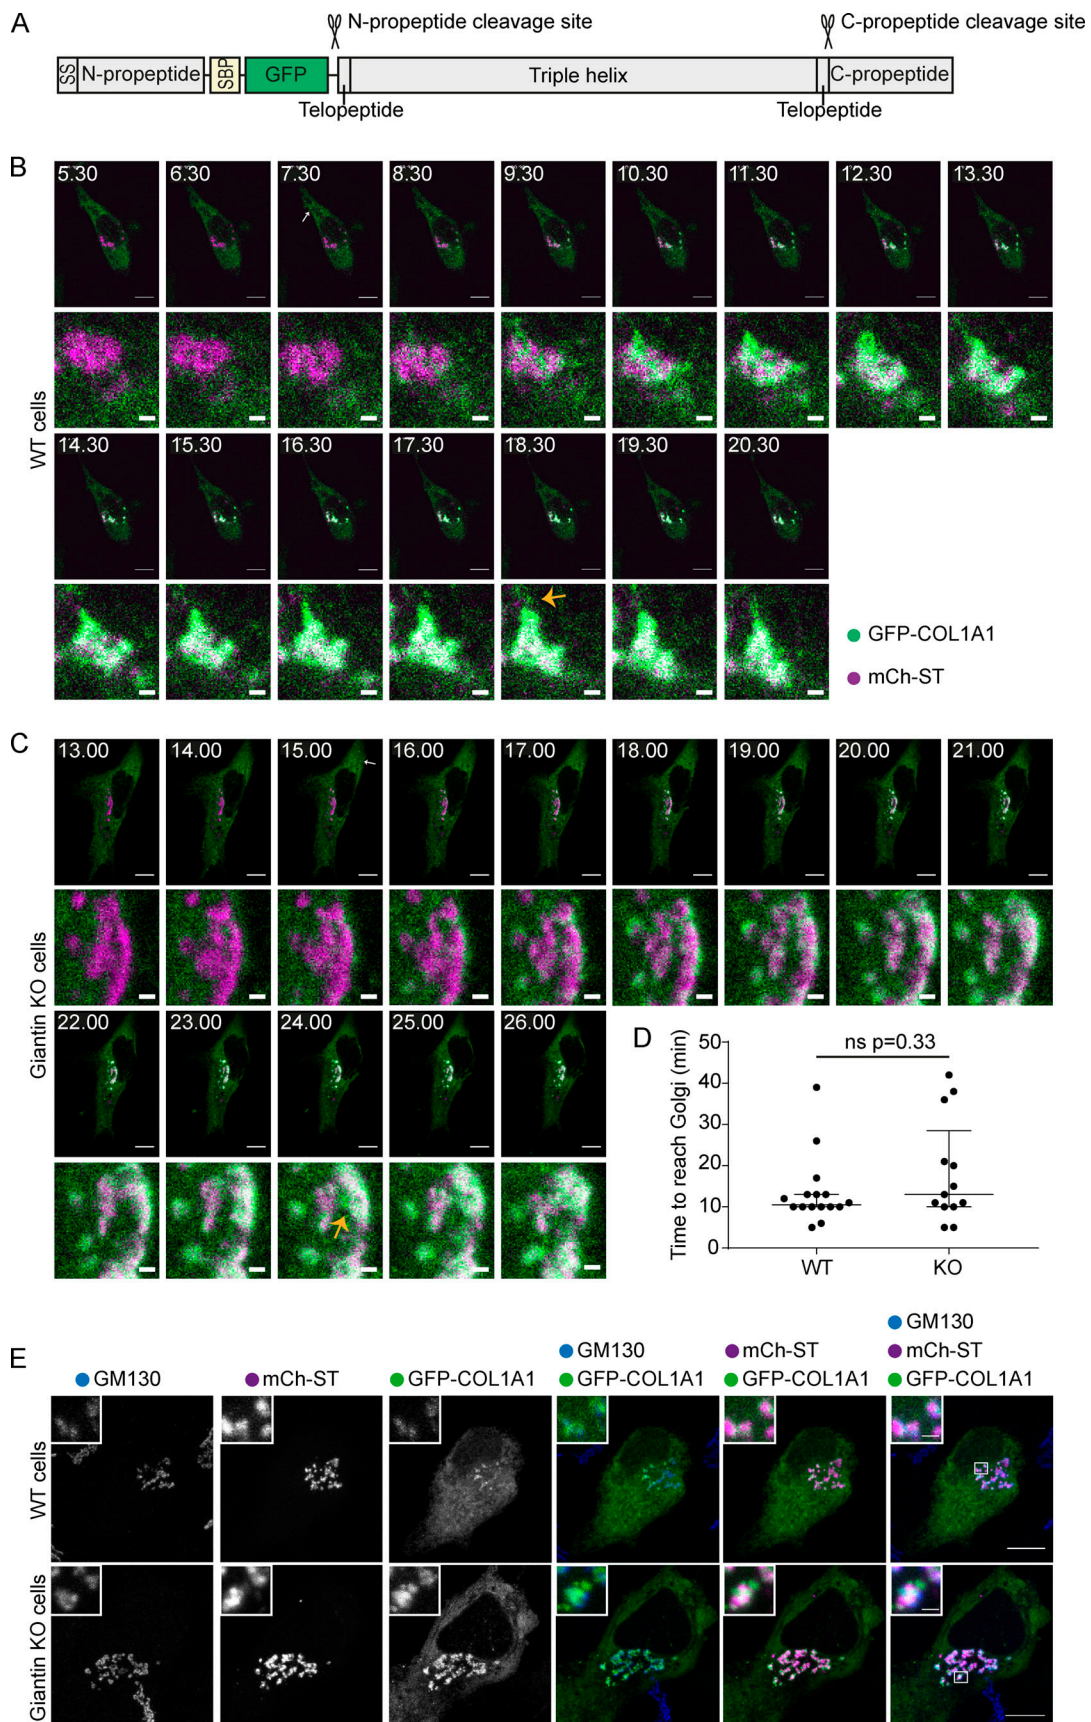 A
N-propeptide cleavage site
C-propeptide cleavage site
SS
N-propeptide
SBP
GFP
Triple helix
C-propeptide
Telopeptide
Telopeptide
B
WT cells
5.30 6.30 7.30 8.30 9.30 10.30 11.30 12.30 13.30
14.30 15.30 16.30 17.30 18.30 19.30 20.30
GFP-COL1A1
mCh-ST
C
Giantin KO cells
13.00 14.00 15.00 16.00 17.00 18.00 19.00 20.00 21.00
22.00 23.00 24.00 25.00 26.00
D
ns p=0.33
Time to reach Golgi (min)
50
40
30
20
10
0
WT KO
E
GM130
mCh-ST
GFP-COL1A1
GM130
GFP-COL1A1
mCh-ST
GFP-COL1A1
GM130
mCh-ST
GFP-COL1A1
WT cells
Giantin KO cells